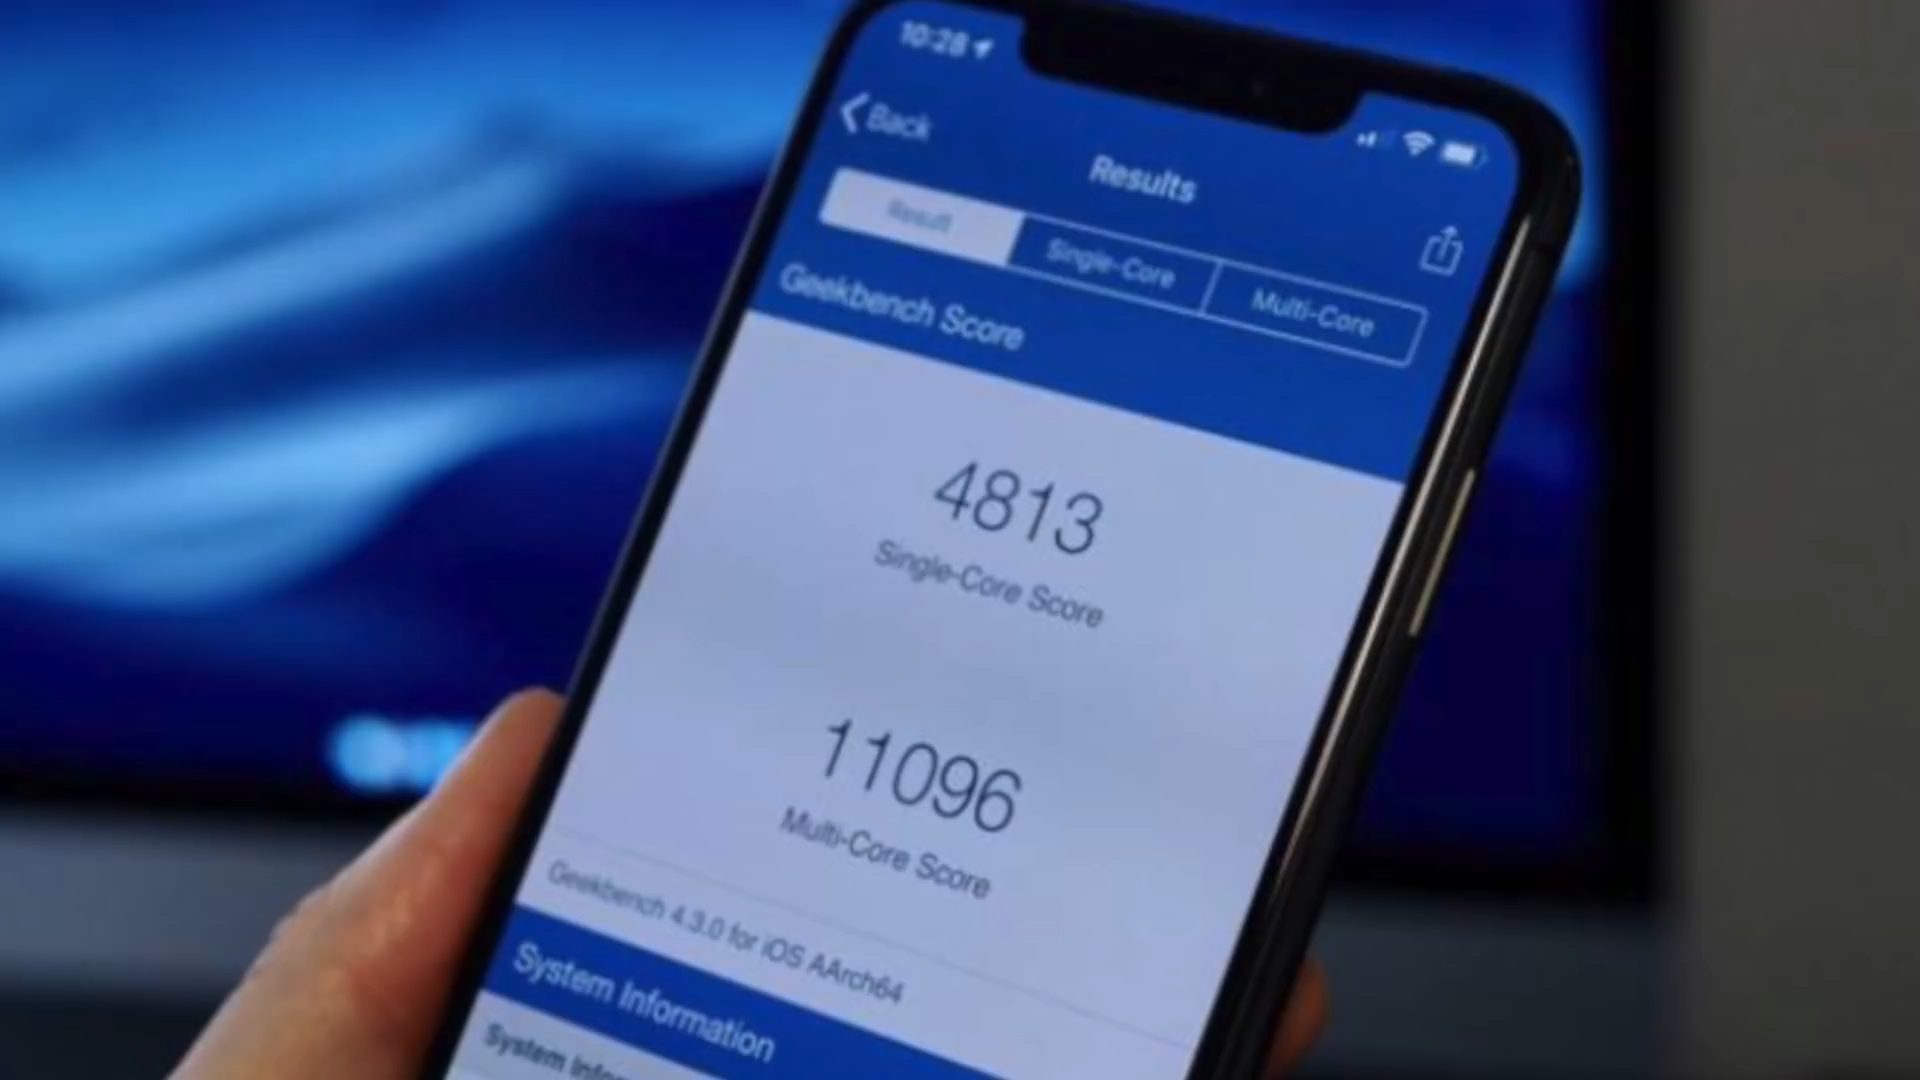 10:28
Back
Results
Result
Single-Core
Multi-Core
Geekbench Score
4813
Single-Core Score
11096
Multi-Core Score
Geekbench 4.3.0 for iOS AArch64
System Information
System